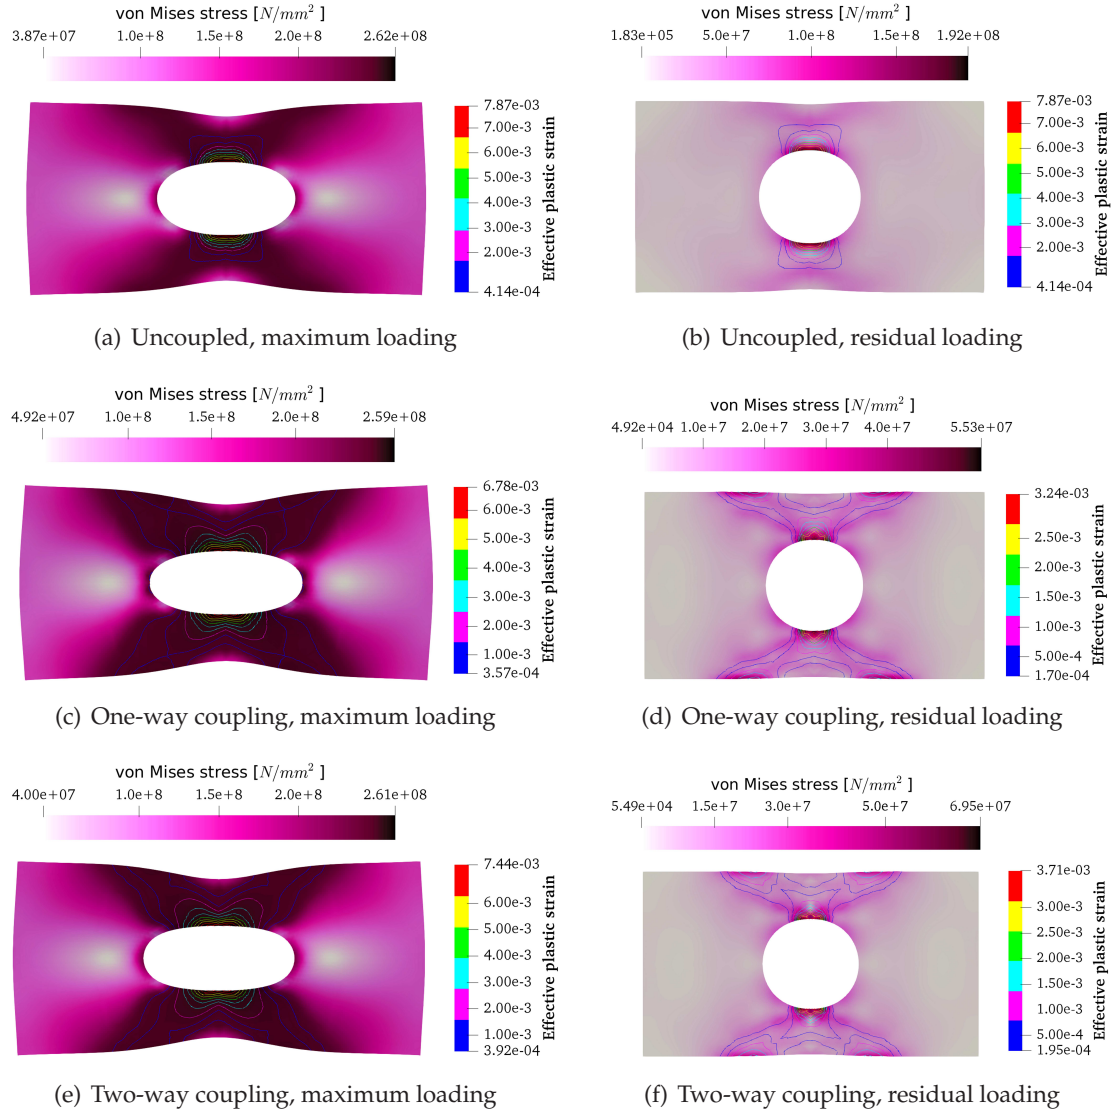 von Mises stress [N/mm² ]
3.87e+07 1.0e+8 1.5e+8 2.0e+8 2.62e+8
7.87e-03
7.00e-3
6.00e-3
5.00e-3
4.00e-3
3.00e-3
2.00e-3
4.14e-04
Effective plastic strain
(a) Uncoupled, maximum loading
von Mises stress [N/mm² ]
1.83e+05 5.0e+7 1.0e+8 1.5e+8 1.92e+08
7.87e-03
7.00e-3
6.00e-3
5.00e-3
4.00e-3
3.00e-3
2.00e-3
4.14e-04
Effective plastic strain
(b) Uncoupled, residual loading
von Mises stress [N/mm² ]
4.92e+07 1.0e+8 1.5e+8 2.0e+8 2.59e+08
6.78e-03
6.00e-3
5.00e-3
4.00e-3
3.00e-3
2.00e-3
1.00e-3
3.57e-04
Effective plastic strain
(c) One-way coupling, maximum loading
von Mises stress [N/mm² ]
4.92e+04 1.0e+7 2.0e+7 3.0e+7 4.0e+7 5.53e+07
3.24e-03
2.50e-3
2.00e-3
1.50e-3
1.00e-3
5.00e-4
1.70e-04
Effective plastic strain
(d) One-way coupling, residual loading
von Mises stress [N/mm² ]
4.00e+07 1.0e+8 1.5e+8 2.0e+8 2.61e+08
7.44e-03
6.00e-3
5.00e-3
4.00e-3
3.00e-3
2.00e-3
1.00e-3
3.92e-04
Effective plastic strain
(e) Two-way coupling, maximum loading
von Mises stress [N/mm² ]
5.49e+04 1.5e+7 3.0e+7 5.0e+7 6.95e+07
3.71e-03
3.00e-3
2.50e-3
2.00e-3
1.50e-3
1.00e-3
5.00e-4
1.95e-04
Effective plastic strain
(f) Two-way coupling, residual loading